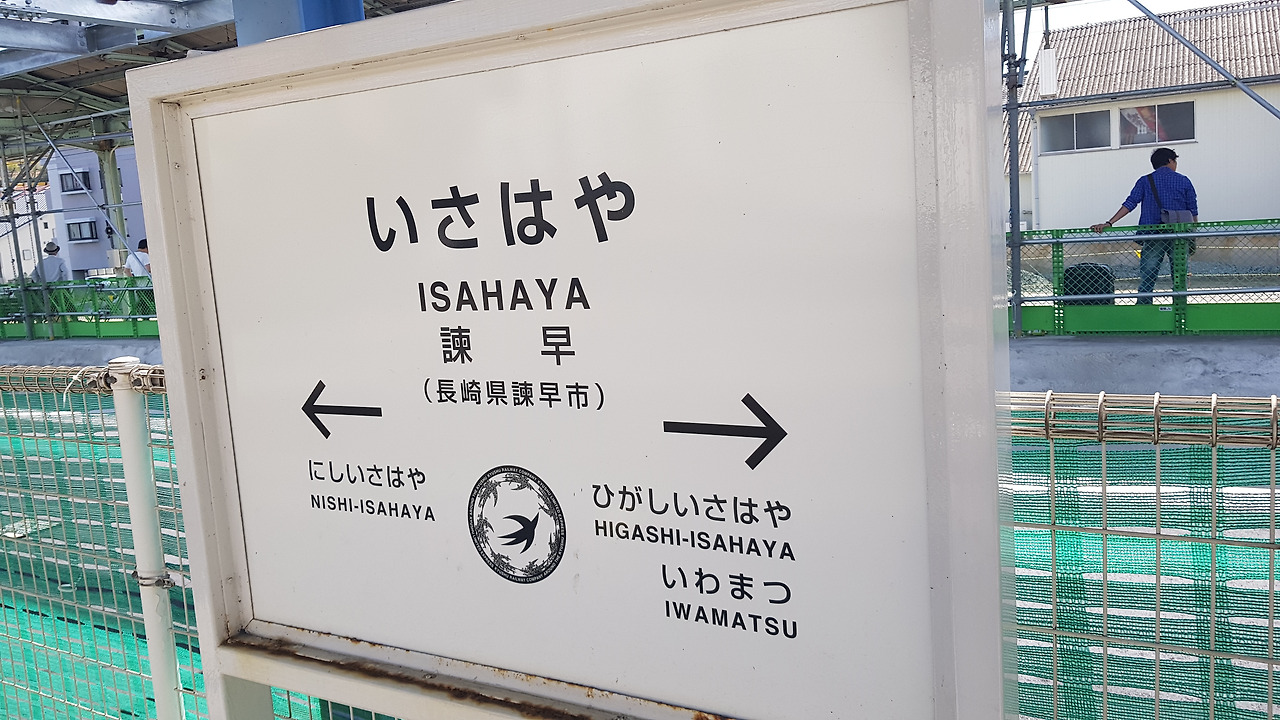 いさはや
ISAHAYA
諫 早
(長崎県諫早市)
← →
にしいさはや
NISHI-ISAHAYA
ひがしいさはや
HIGASHI-ISAHAYA
いわまつ
IWAMATSU